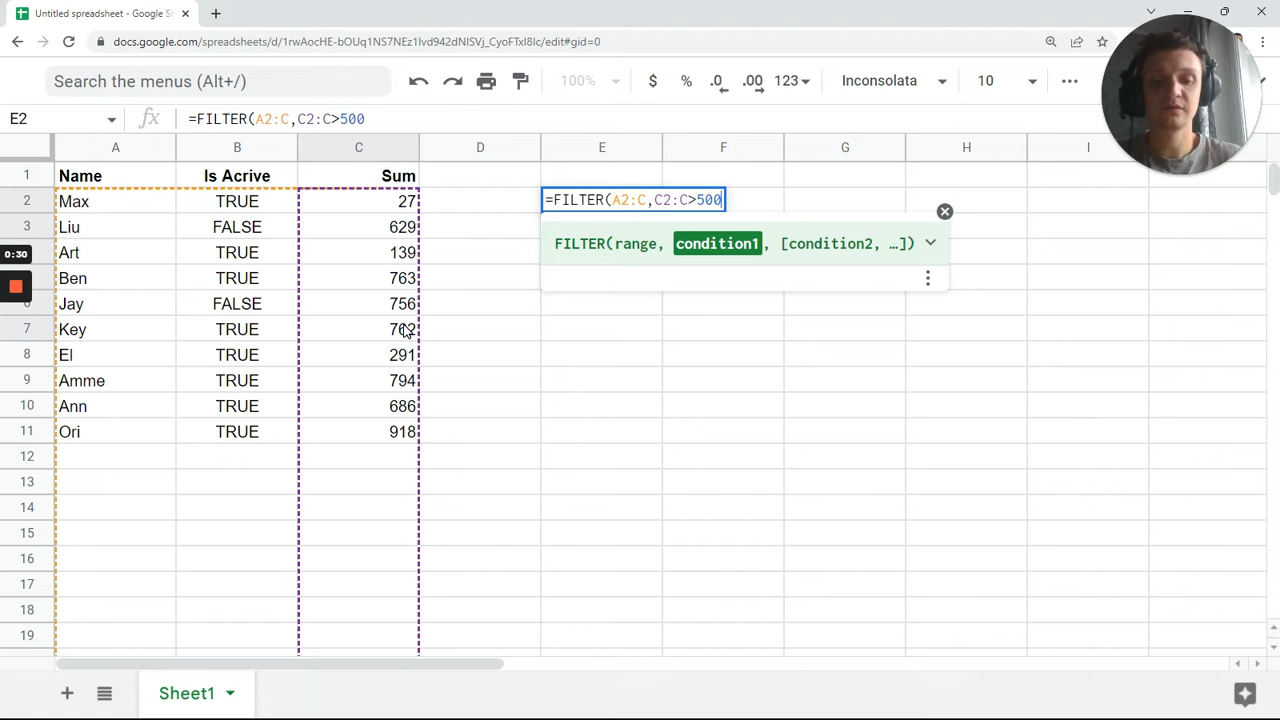 Untitled spreadsheet - Google S
docs.google.com/spreadsheets/d/1rwAocHE-bOUq1NS7NEz1lvd942dNlSVj_CyoFTxI8Ic/edit#gid=0
Search the menus (Alt+/) 100% $ % .0 .00 123 Inconsolata 10
E2 fx =FILTER(A2:C,C2:C>500
A B C D E F G H I
1 Name Is Acrive Sum
2 Max TRUE 27 =FILTER(A2:C,C2:C>500
3 Liu FALSE 629
FILTER(range, condition1, [condition2, …])
0:30 Art TRUE 139
Ben TRUE 763
6 Jay FALSE 756
7 Key TRUE
8 El TRUE 291
9 Amme TRUE 794
10 Ann TRUE 686
11 Ori TRUE 918
12
13
14
15
16
17
18
19
Sheet1